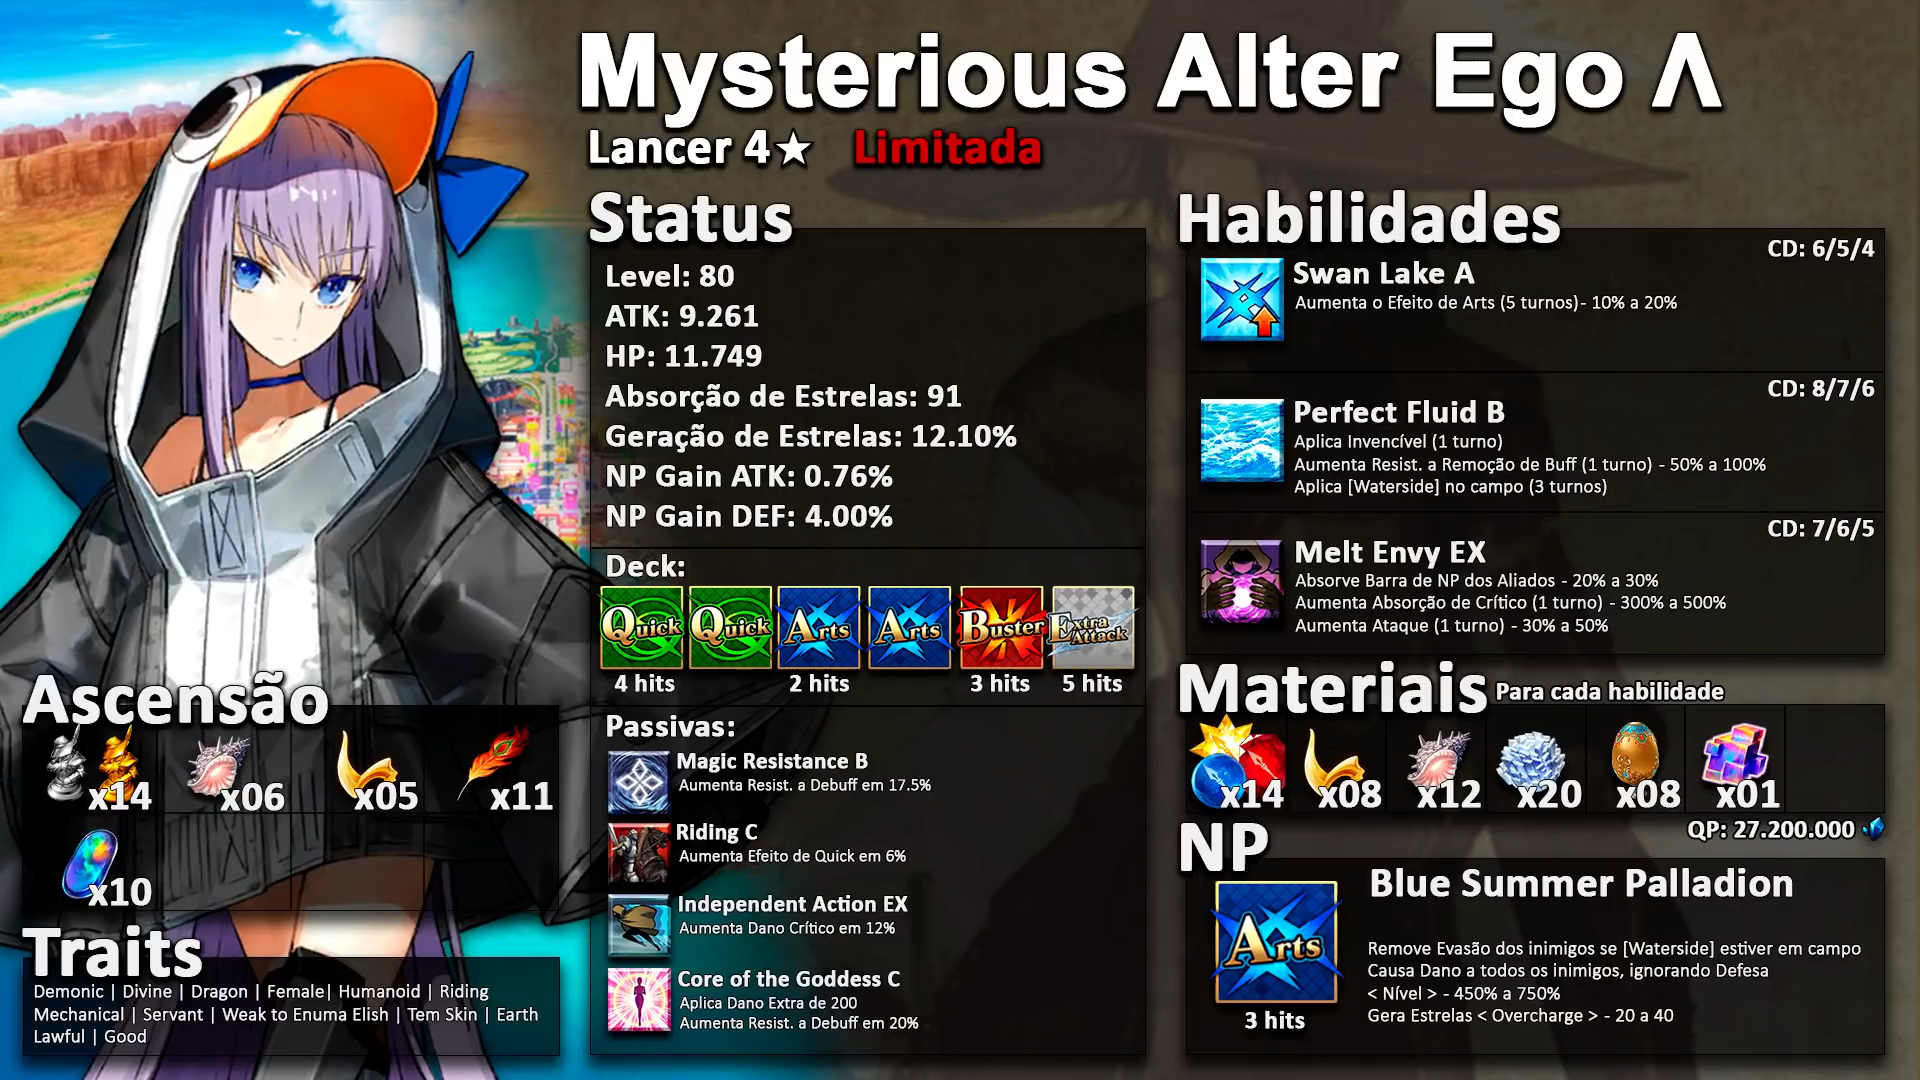 Mysterious Alter Ego Λ
Lancer 4★ Limitada
Status
Level: 80
ATK: 9.261
HP: 11.749
Absorção de Estrelas: 91
Geração de Estrelas: 12.10%
NP Gain ATK: 0.76%
NP Gain DEF: 4.00%
Deck:
Quick Quick Arts Arts Buster Extra Attack
4 hits 2 hits 3 hits 5 hits
Passivas:
Magic Resistance B
Aumenta Resist. a Debuff em 17.5%
Riding C
Aumenta Efeito de Quick em 6%
Independent Action EX
Aumenta Dano Crítico em 12%
Core of the Goddess C
Aplica Dano Extra de 200
Aumenta Resist. a Debuff em 20%
Habilidades
CD: 6/5/4
Swan Lake A
Aumenta o Efeito de Arts (5 turnos)- 10% a 20%
CD: 8/7/6
Perfect Fluid B
Aplica Invencível (1 turno)
Aumenta Resist. a Remoção de Buff (1 turno) - 50% a 100%
Aplica [Waterside] no campo (3 turnos)
CD: 7/6/5
Melt Envy EX
Absorve Barra de NP dos Aliados - 20% a 30%
Aumenta Absorção de Crítico (1 turno) - 300% a 500%
Aumenta Ataque (1 turno) - 30% a 50%
Materiais Para cada habilidade
x14 x08 x12 x20 x08 x01
QP: 27.200.000
NP
Blue Summer Palladion
Arts
3 hits
Remove Evasão dos inimigos se [Waterside] estiver em campo
Causa Dano a todos os inimigos, ignorando Defesa
< Nível > - 450% a 750%
Gera Estrelas < Overcharge > - 20 a 40
Ascensão
x14 x06 x05 x11
x10
Traits
Demonic | Divine | Dragon | Female| Humanoid | Riding
Mechanical | Servant | Weak to Enuma Elish | Tem Skin | Earth
Lawful | Good